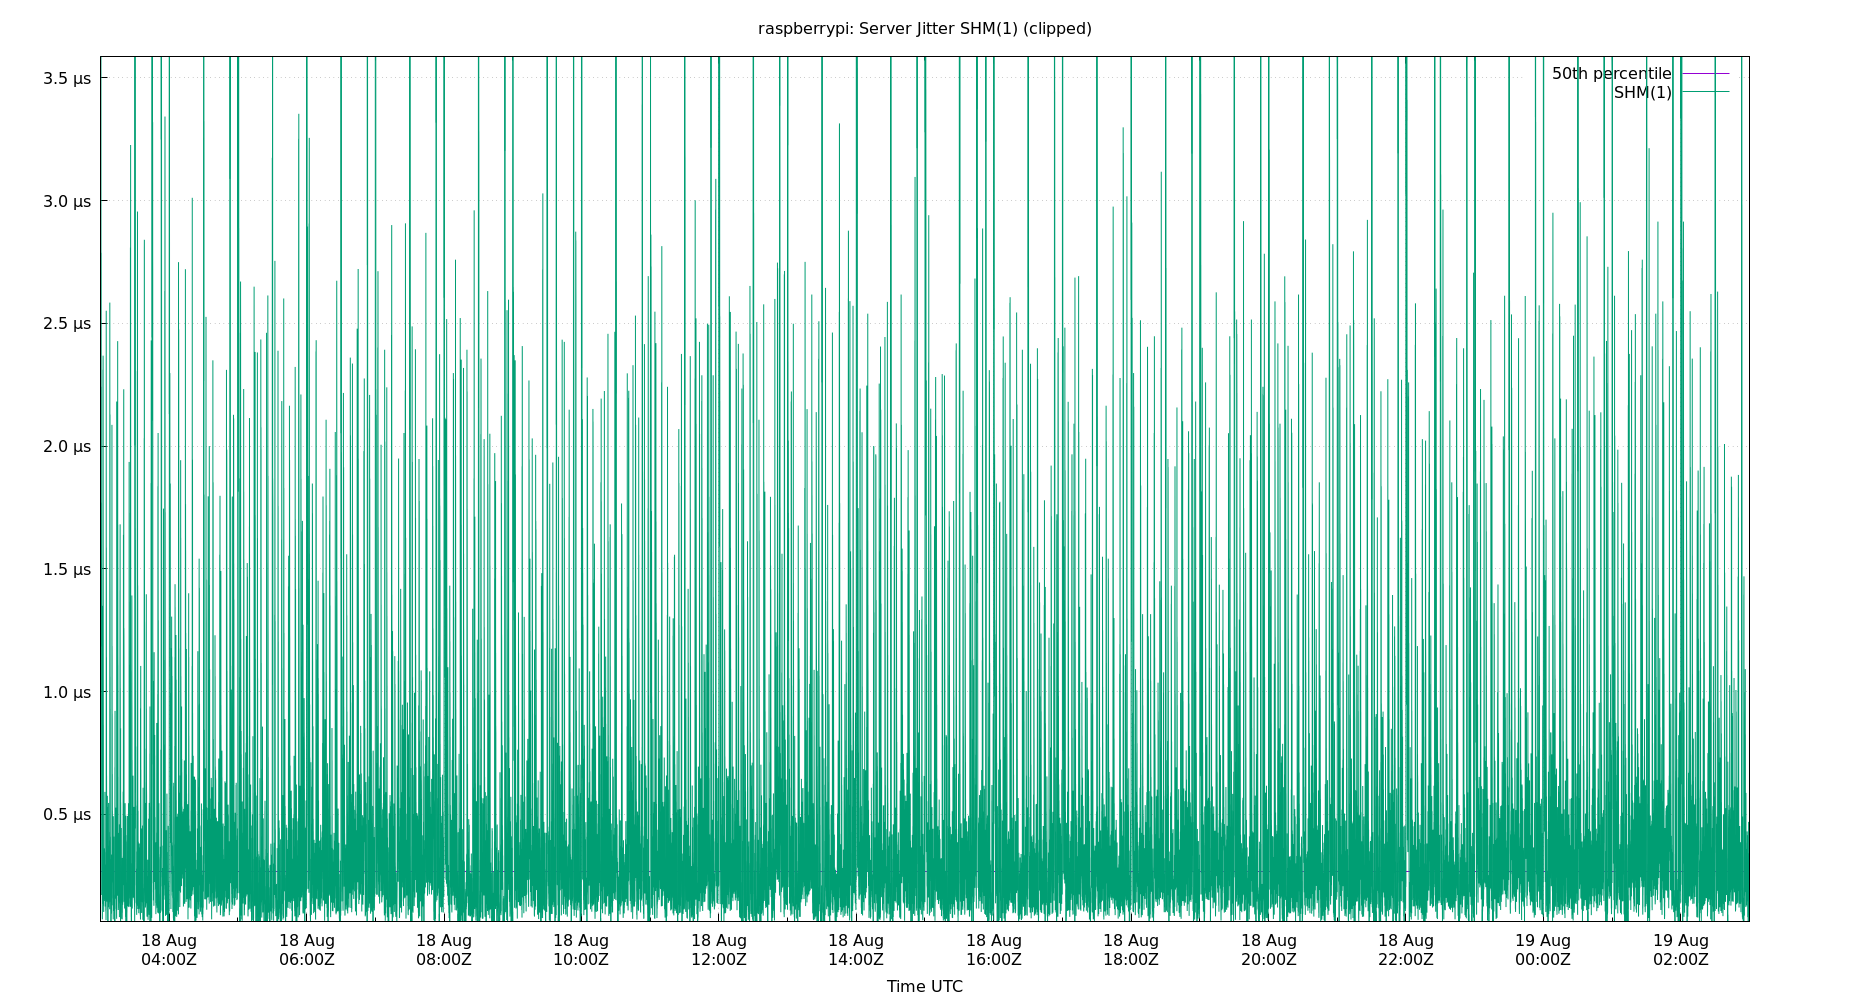 raspberrypi: Server Jitter SHM(1) (clipped)
50th percentile
SHM(1)
3.5 µs
3.0 µs
2.5 µs
2.0 µs
1.5 µs
1.0 µs
0.5 µs
18 Aug 18 Aug 18 Aug 18 Aug 18 Aug 18 Aug 18 Aug 18 Aug 18 Aug 18 Aug 19 Aug 19 Aug
04:00Z 06:00Z 08:00Z 10:00Z 12:00Z 14:00Z 16:00Z 18:00Z 20:00Z 22:00Z 00:00Z 02:00Z
Time UTC